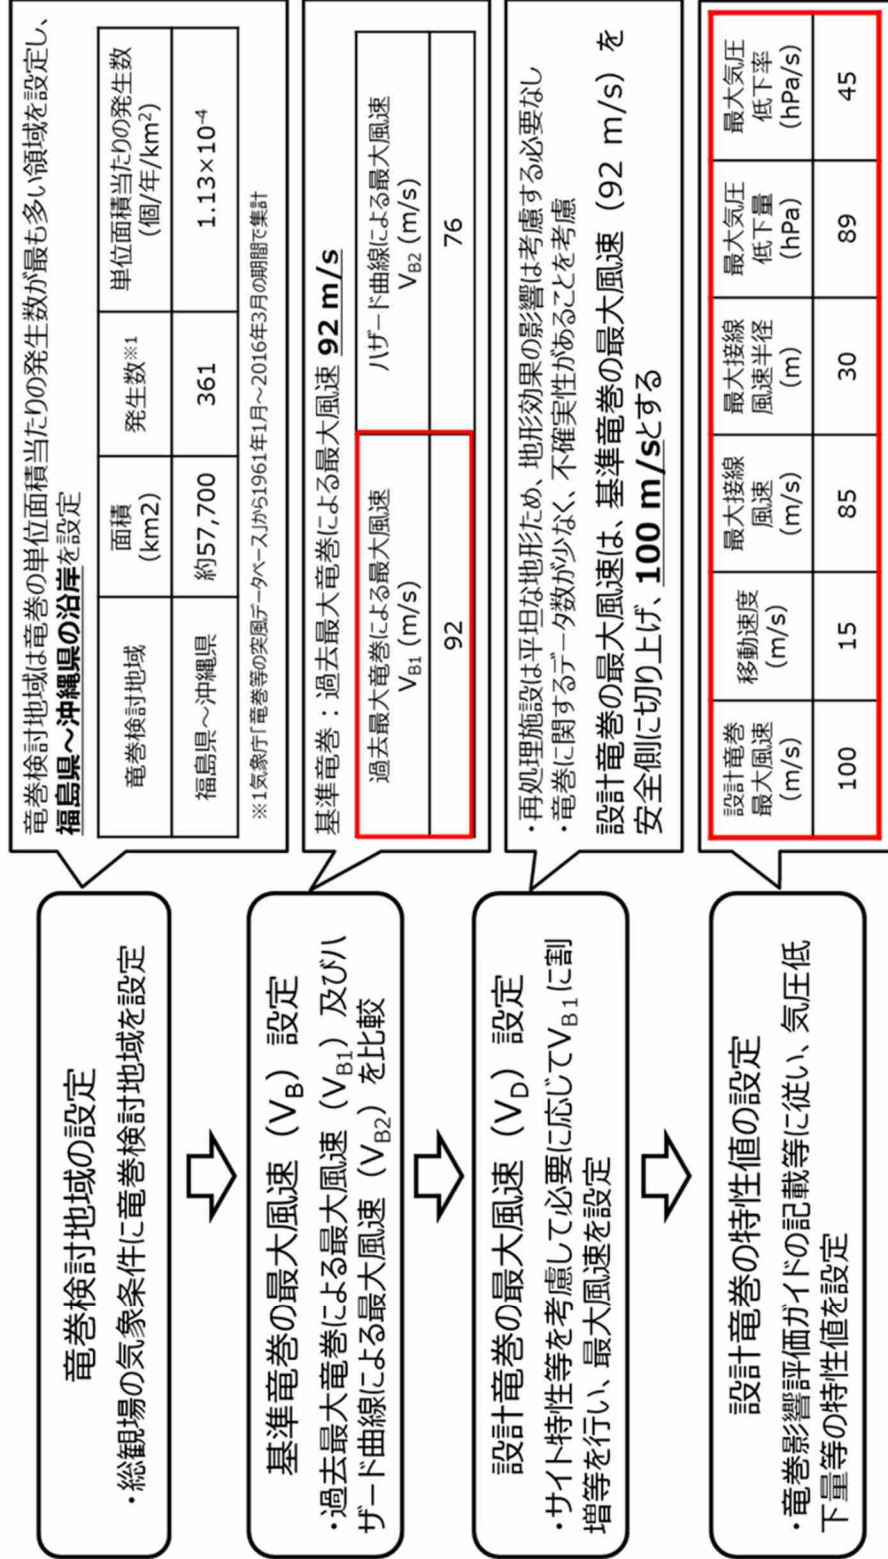 竜巻検討地域の設定
・総観場の気象条件に竜巻検討地域を設定
竜巻検討地域は竜巻の単位面積当たりの発生数が最も多い領域を設定し、
福島県～沖縄県の沿岸を設定
竜巻検討地域 面積 (km2) 発生数※1 単位面積当たりの発生数 (個/年/km²)
福島県～沖縄県 約57,700 361 1.13×10⁻⁴
※1気象庁「竜巻等の突風データベース」から1961年1月～2016年3月の期間で集計
基準竜巻の最大風速（VB）設定
・過去最大竜巻による最大風速（VB1）及びハ
ザード曲線による最大風速（VB2）を比較
基準竜巻：過去最大竜巻による最大風速 92 m/s
過去最大竜巻による最大風速 VB1 (m/s) ハザード曲線による最大風速 VB2 (m/s)
92 76
設計竜巻の最大風速（VD）設定
・サイト特性等を考慮して必要に応じてVB1に割
増等を行い、最大風速を設定
・再処理施設は平坦な地形ため、地形効果の影響は考慮する必要なし
・竜巻に関するデータ数が少なく、不確実性があることを考慮
設計竜巻の最大風速は、基準竜巻の最大風速（92 m/s）を
安全側に切り上げ、100 m/sとする
設計竜巻の特性値の設定
・竜巻影響評価ガイドの記載等に従い、気圧低
下量等の特性値を設定
設計竜巻 最大風速 (m/s) 移動速度 (m/s) 最大接線 風速 (m/s) 最大接線 風速半径 (m) 最大気圧 低下量 (hPa) 最大気圧 低下率 (hPa/s)
100 15 85 30 89 45